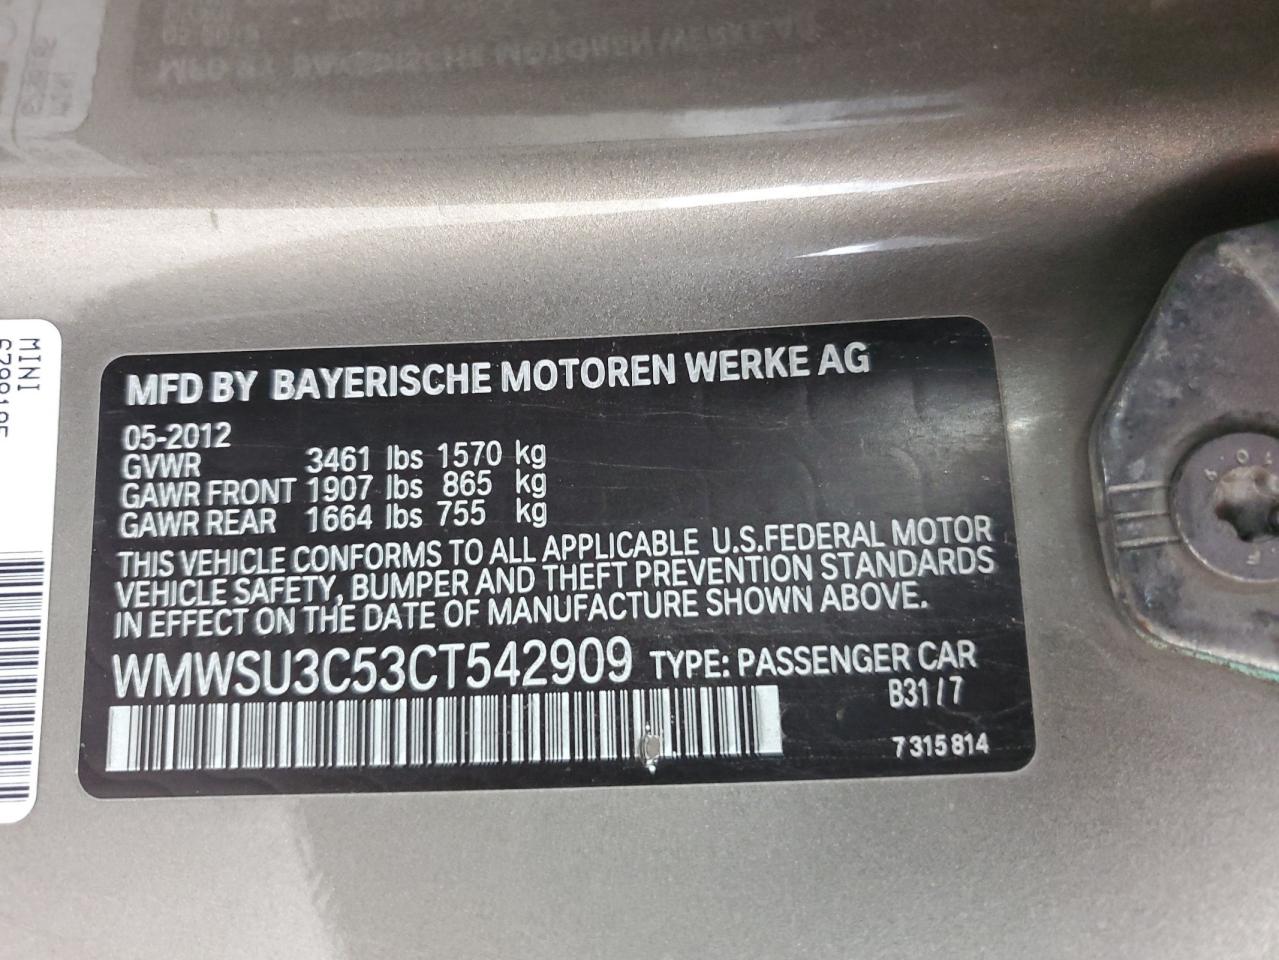 MFD BY BAYERISCHE MOTOREN WERKE AG
05-2012
GVWR 3461 lbs 1570 kg
GAWR FRONT 1907 lbs 865 kg
GAWR REAR 1664 lbs 755 kg
THIS VEHICLE CONFORMS TO ALL APPLICABLE U.S.FEDERAL MOTOR
VEHICLE SAFETY, BUMPER AND THEFT PREVENTION STANDARDS
IN EFFECT ON THE DATE OF MANUFACTURE SHOWN ABOVE.
WMWSU3C53CT542909 TYPE: PASSENGER CAR
B31 / 7
7 315 814
MINI